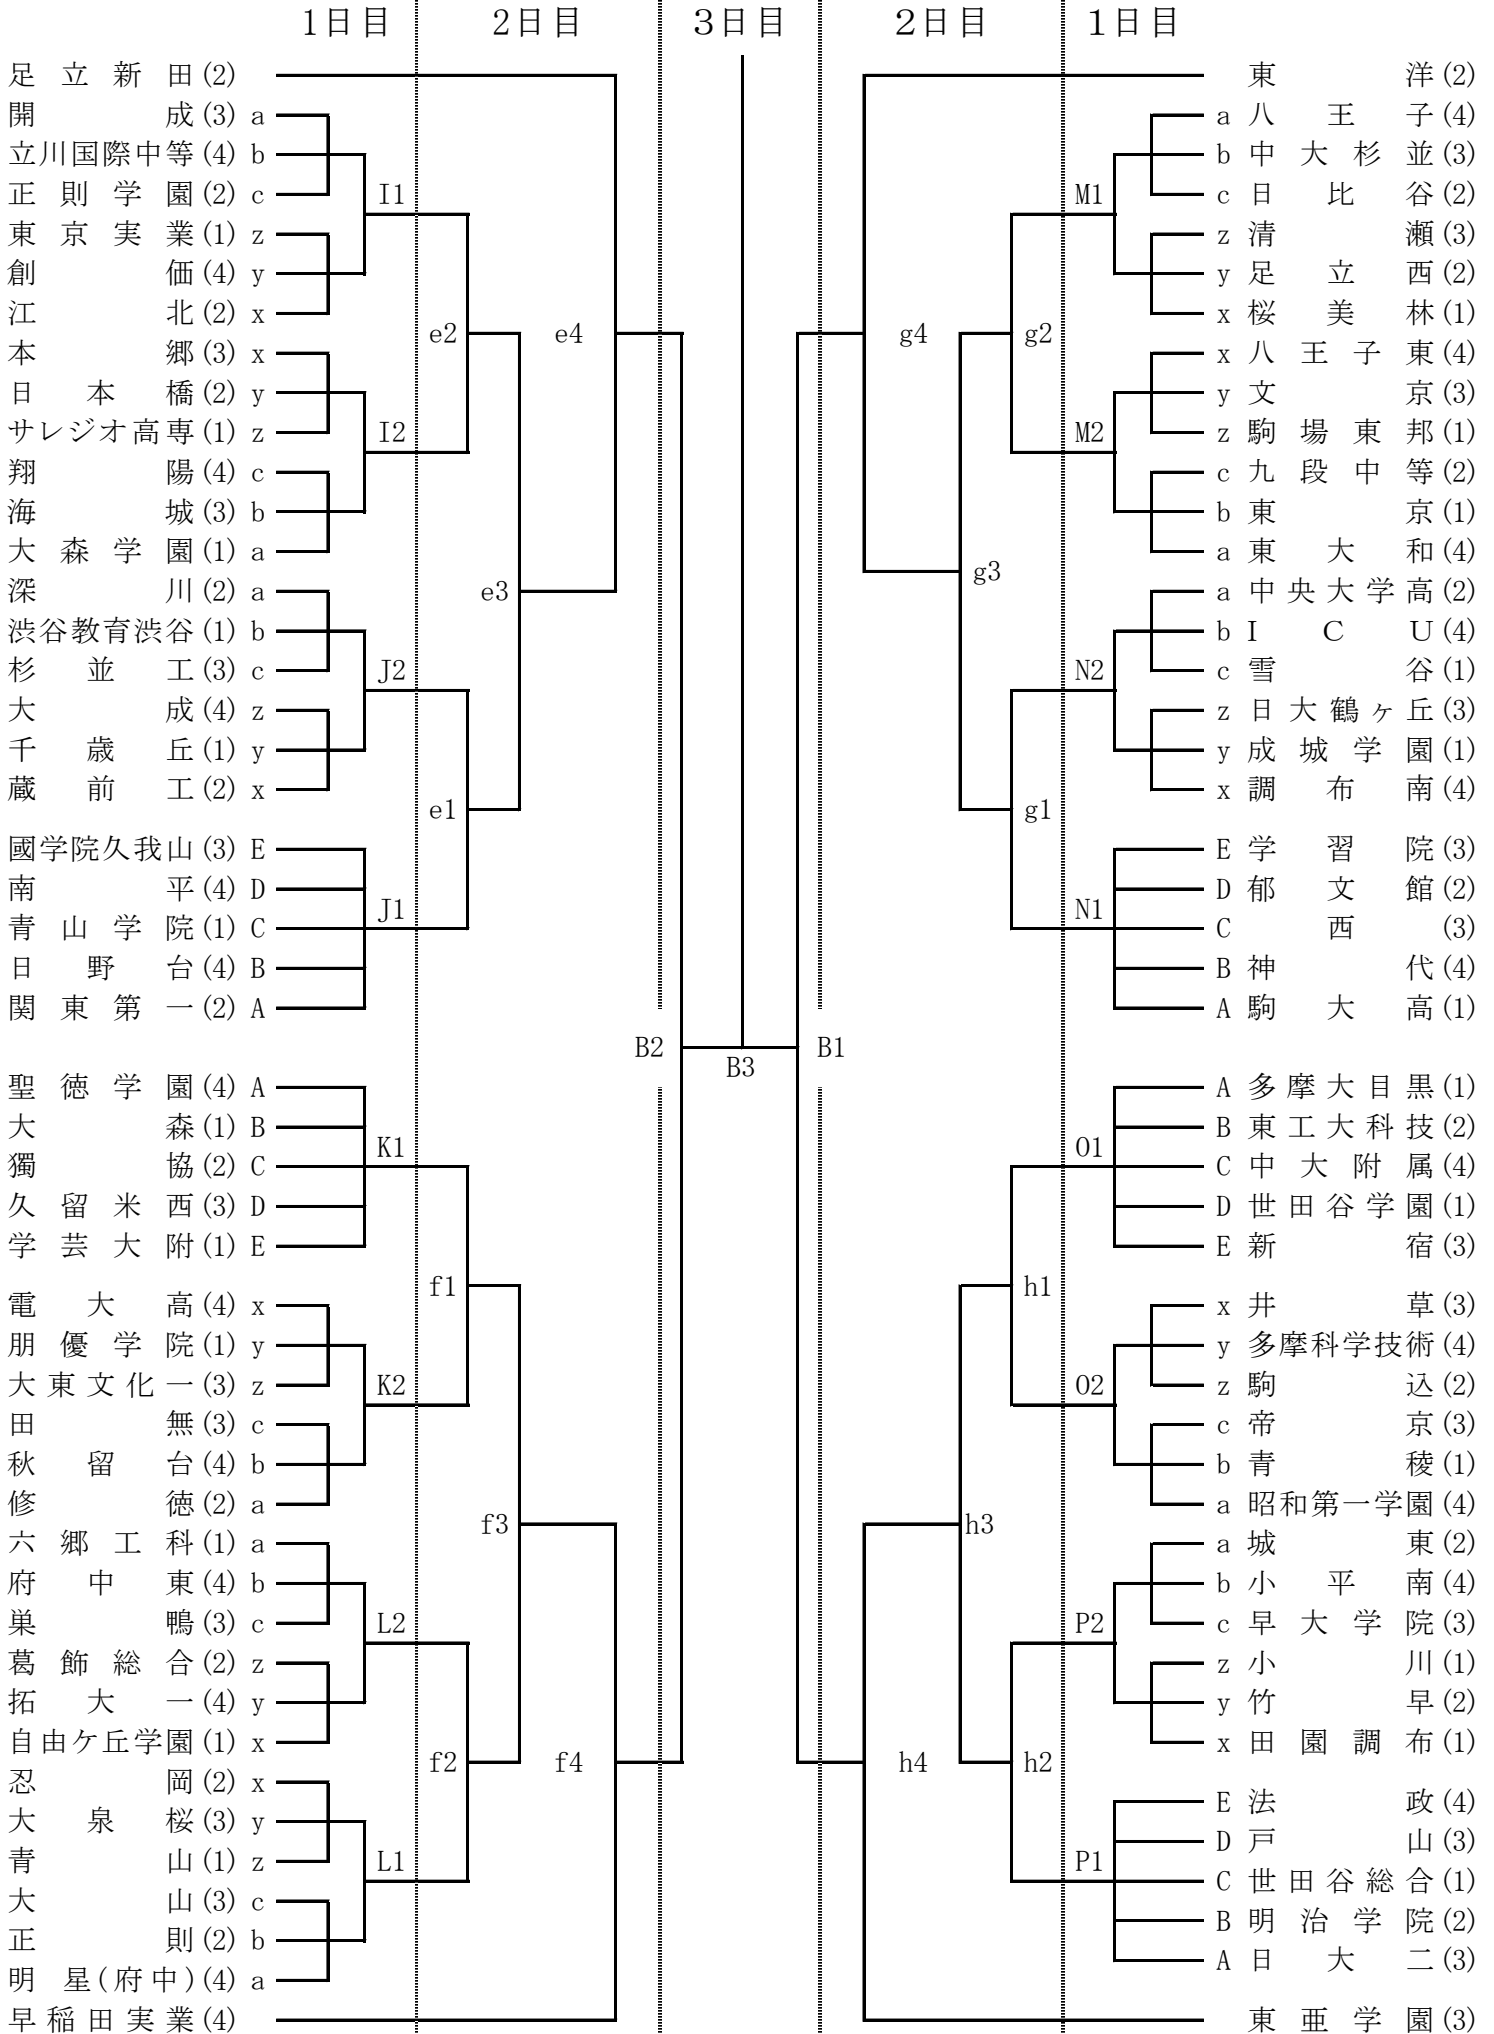 1日目 2日目 3日目 2日目 1日目
足立新田(2) 東洋(2)
開成(3) a a 八王子(4)
立川国際中等(4) b b 中大杉並(3)
正則学園(2) c I1 M1 c 日比谷(2)
東京実業(1) z z 清瀬(3)
創価(4) y y 足立西(2)
江北(2) x x 桜美林(1)
e2 e4 g4 g2
本郷(3) x x 八王子東(4)
日本橋(2) y y 文京(3)
サレジオ高専(1) z I2 M2 z 駒場東邦(1)
翔陽(4) c c 九段中等(2)
海城(3) b b 東京(1)
大森学園(1) a a 東大和(4)
g3
深川(2) a e3 a 中央大学高(2)
渋谷教育渋谷(1) b b ICU(4)
杉並工(3) c J2 N2 c 雪谷(1)
大成(4) z z 日大鶴ヶ丘(3)
千歳丘(1) y y 成城学園(1)
蔵前工(2) x x 調布南(4)
e1 g1
國学院久我山(3) E E 学習院(3)
南平(4) D D 郁文館(2)
青山学院(1) C J1 N1 C 西(3)
日野台(4) B B 神代(4)
関東第一(2) A A 駒大高(1)
B2 B3 B1
聖徳学園(4) A A 多摩大目黒(1)
大森(1) B B 東工大科技(2)
獨協(2) C K1 O1 C 中大附属(4)
久留米西(3) D D 世田谷学園(1)
学芸大附(1) E E 新宿(3)
f1 h1
電大高(4) x x 井草(3)
朋優学院(1) y y 多摩科学技術(4)
大東文化一(3) z K2 O2 z 駒込(2)
田無(3) c c 帝京(3)
秋留台(4) b b 青稜(1)
修徳(2) a a 昭和第一学園(4)
f3 h3
六郷工科(1) a a 城東(2)
府中東(4) b b 小平南(4)
巣鴨(3) c L2 P2 c 早大学院(3)
葛飾総合(2) z z 小川(1)
拓大一(4) y y 竹早(2)
自由ケ丘学園(1) x x 田園調布(1)
f2 f4 h4 h2
忍岡(2) x E 法政(4)
大泉桜(3) y D 戸山(3)
青山(1) z L1 P1 C 世田谷総合(1)
大山(3) c B 明治学院(2)
正則(2) b A 日大二(3)
明星(府中)(4) a
早稲田実業(4) 東亜学園(3)